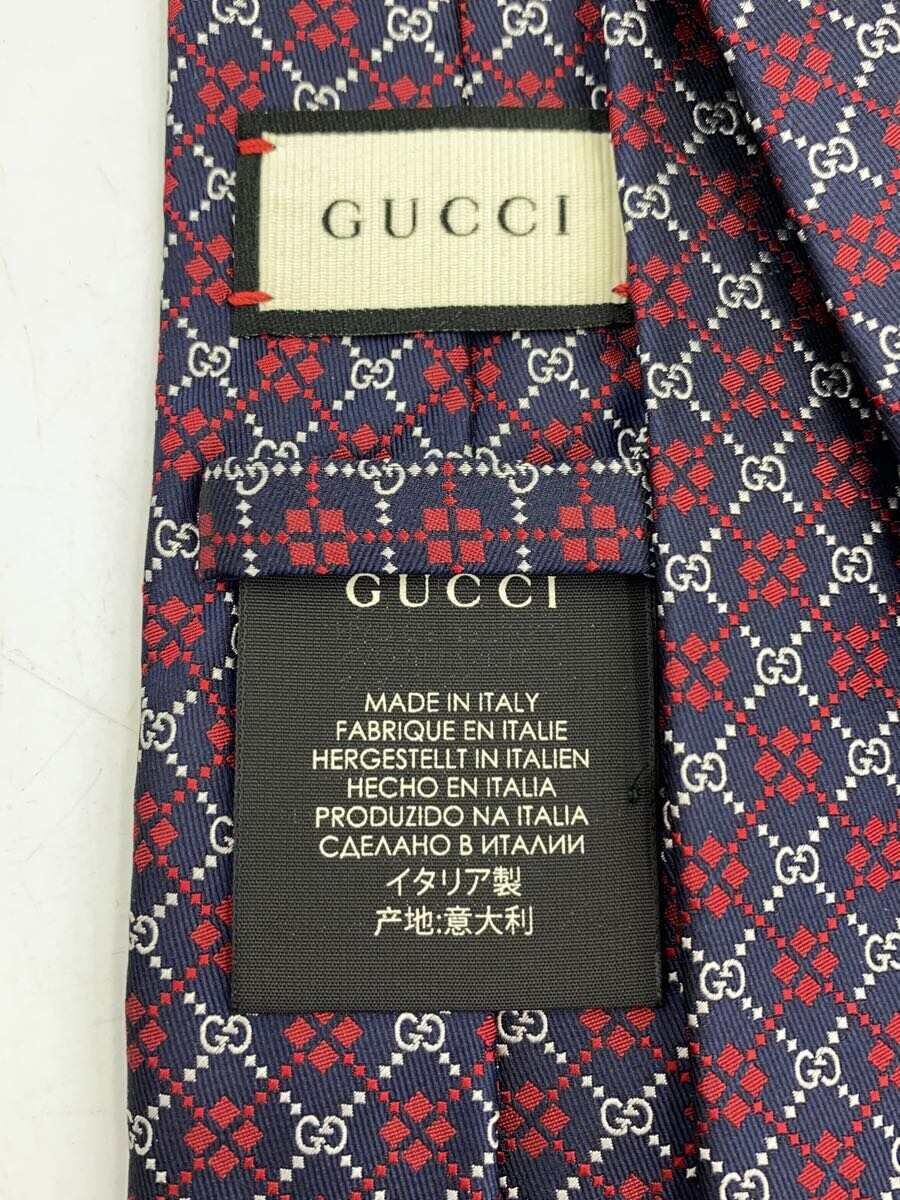 GUCCI
GUCCI
MADE IN ITALY
FABRIQUE EN ITALIE
HERGESTELLT IN ITALIEN
HECHO EN ITALIA
PRODUZIDO NA ITALIA
СДЕЛАНО В ИТАЛИИ
イタリア製
产地:意大利